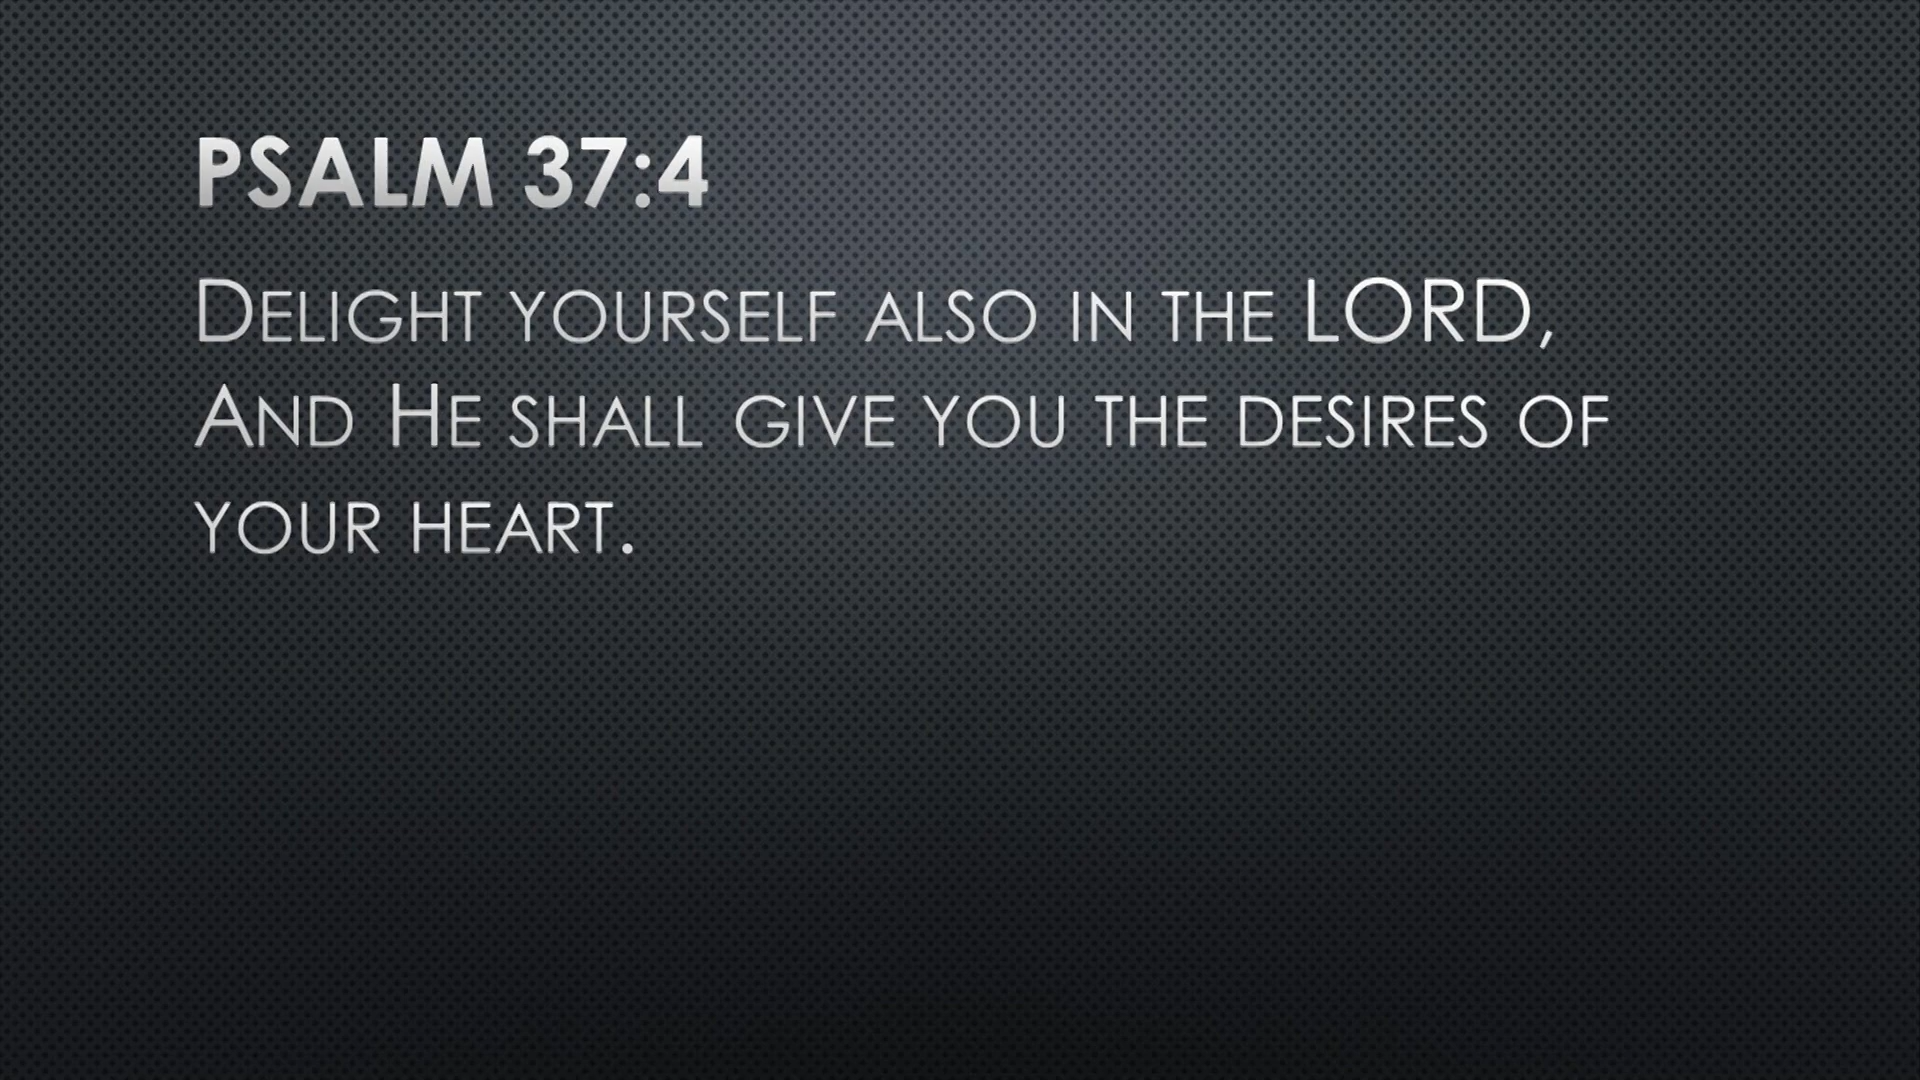 PSALM 37:4
Delight yourself also in the LORD,
And He shall give you the desires of
your heart.